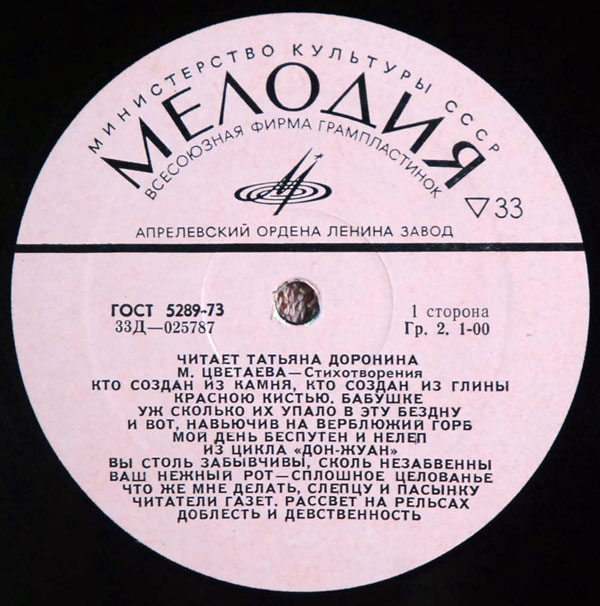 МИНИСТЕРСТВО КУЛЬТУРЫ СССР
МЕЛОДИЯ
ВСЕСОЮЗНАЯ ФИРМА ГРАМПЛАСТИНОК
▽33
АПРЕЛЕВСКИЙ ОРДЕНА ЛЕНИНА ЗАВОД
ГОСТ 5289-73
33Д—025787
1 сторона
Гр. 2. 1-00
ЧИТАЕТ ТАТЬЯНА ДОРОНИНА
М. ЦВЕТАЕВА—Стихотворения
КТО СОЗДАН ИЗ КАМНЯ, КТО СОЗДАН ИЗ ГЛИНЫ
КРАСНОЮ КИСТЬЮ. БАБУШКЕ
УЖ СКОЛЬКО ИХ УПАЛО В ЭТУ БЕЗДНУ
И ВОТ, НАВЬЮЧИВ НА ВЕРБЛЮЖИЙ ГОРБ
МОЙ ДЕНЬ БЕСПУТЕН И НЕЛЕП
ИЗ ЦИКЛА «ДОН-ЖУАН»
ВЫ СТОЛЬ ЗАБЫВЧИВЫ, СКОЛЬ НЕЗАБВЕННЫ
ВАШ НЕЖНЫЙ РОТ—СПЛОШНОЕ ЦЕЛОВАНЬЕ
ЧТО ЖЕ МНЕ ДЕЛАТЬ, СЛЕПЦУ И ПАСЫНКУ
ЧИТАТЕЛИ ГАЗЕТ. РАССВЕТ НА РЕЛЬСАХ
ДОБЛЕСТЬ И ДЕВСТВЕННОСТЬ